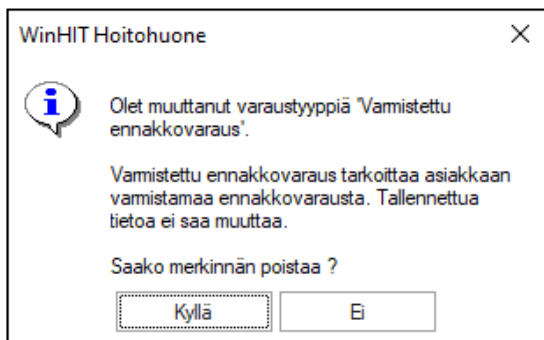 WinHIT Hoitohuone
Olet muuttanut varaustyyppiä 'Varmistettu
ennakkovaraus'.
Varmistettu ennakkovaraus tarkoittaa asiakkaan
varmistamaa ennakkovarausta. Tallennettua
tietoa ei saa muuttaa.
Saako merkinnän poistaa ?
Kyllä
Ei